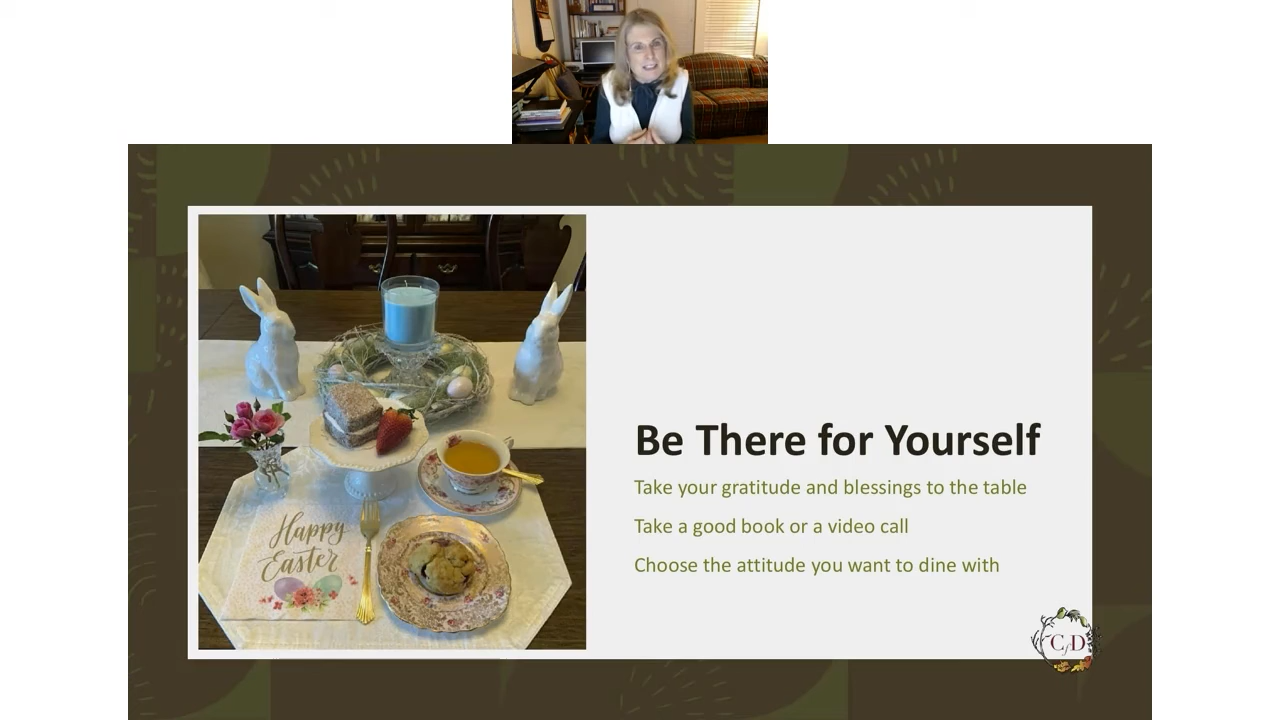 Happy
Easter
Be There for Yourself
Take your gratitude and blessings to the table
Take a good book or a video call
Choose the attitude you want to dine with
CfD